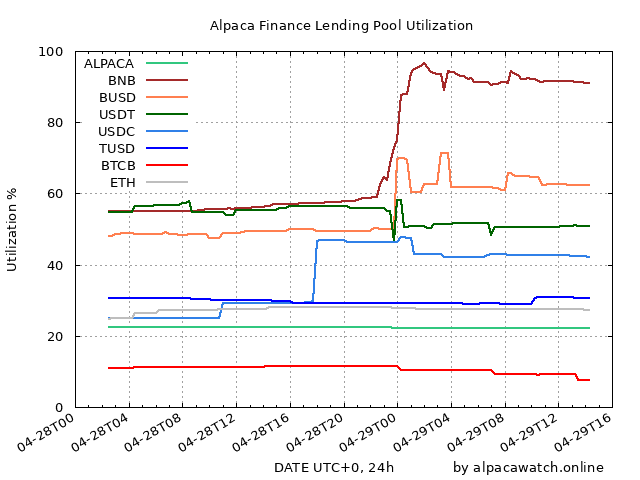 Alpaca Finance Lending Pool Utilization
100
80
60
40
20
0
Utilization %
ALPACA
BNB
BUSD
USDT
USDC
TUSD
BTCB
ETH
04-28T00
04-28T04
04-28T08
04-28T12
04-28T16
04-28T20
04-29T00
04-29T04
04-29T08
04-29T12
04-29T16
DATE UTC+0, 24h
by alpacawatch.online